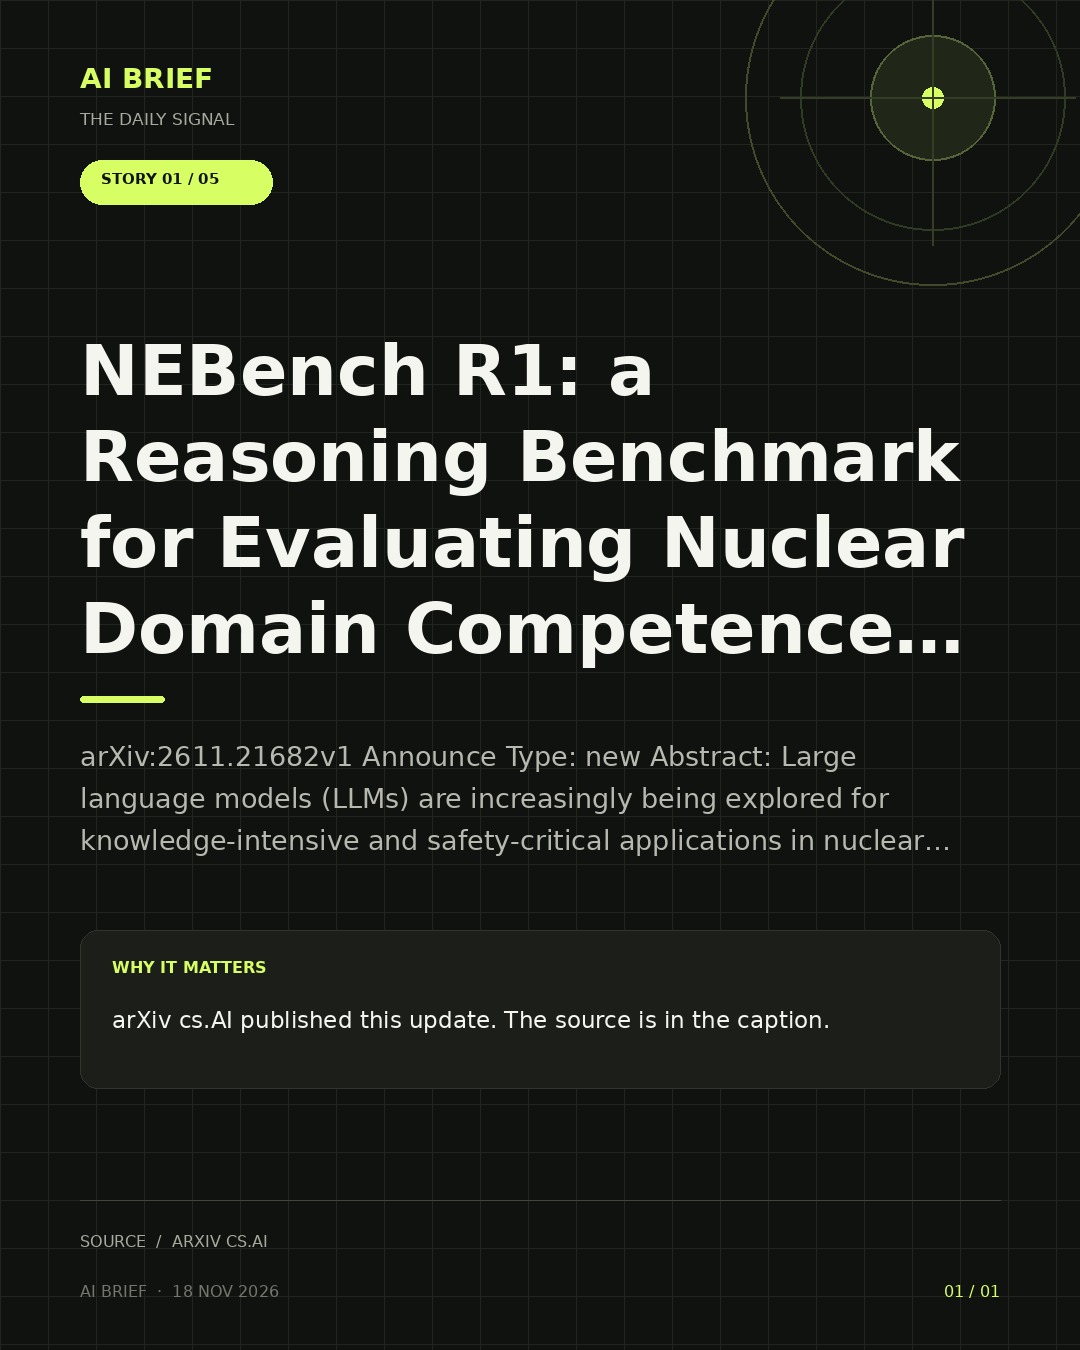 AI BRIEF
THE DAILY SIGNAL
STORY 01 / 05
NEBench R1: a
Reasoning Benchmark
for Evaluating Nuclear
Domain Competence...
arXiv:2611.21682v1 Announce Type: new Abstract: Large
language models (LLMs) are increasingly being explored for
knowledge-intensive and safety-critical applications in nuclear...
WHY IT MATTERS
arXiv cs.AI published this update. The source is in the caption.
SOURCE / ARXIV CS.AI
AI BRIEF · 18 NOV 2026
01 / 01